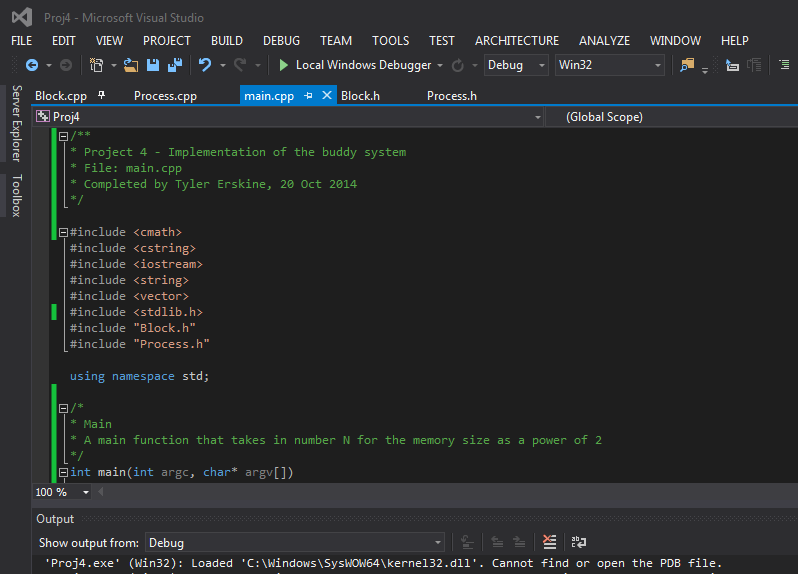 Proj4 - Microsoft Visual Studio
FILE EDIT VIEW PROJECT BUILD DEBUG TEAM TOOLS TEST ARCHITECTURE ANALYZE WINDOW HELP
Local Windows Debugger Debug Win32
Server Explorer
Toolbox
Block.cpp Process.cpp main.cpp Block.h Process.h
Proj4 (Global Scope)
/**
* Project 4 - Implementation of the buddy system
* File: main.cpp
* Completed by Tyler Erskine, 20 Oct 2014
*/
#include <cmath>
#include <cstring>
#include <iostream>
#include <string>
#include <vector>
#include <stdlib.h>
#include "Block.h"
#include "Process.h"
using namespace std;
/*
* Main
* A main function that takes in number N for the memory size as a power of 2
*/
int main(int argc, char* argv[])
100 %
Output
Show output from: Debug
'Proj4.exe' (Win32): Loaded 'C:\Windows\SysWOW64\kernel32.dll'. Cannot find or open the PDB file.